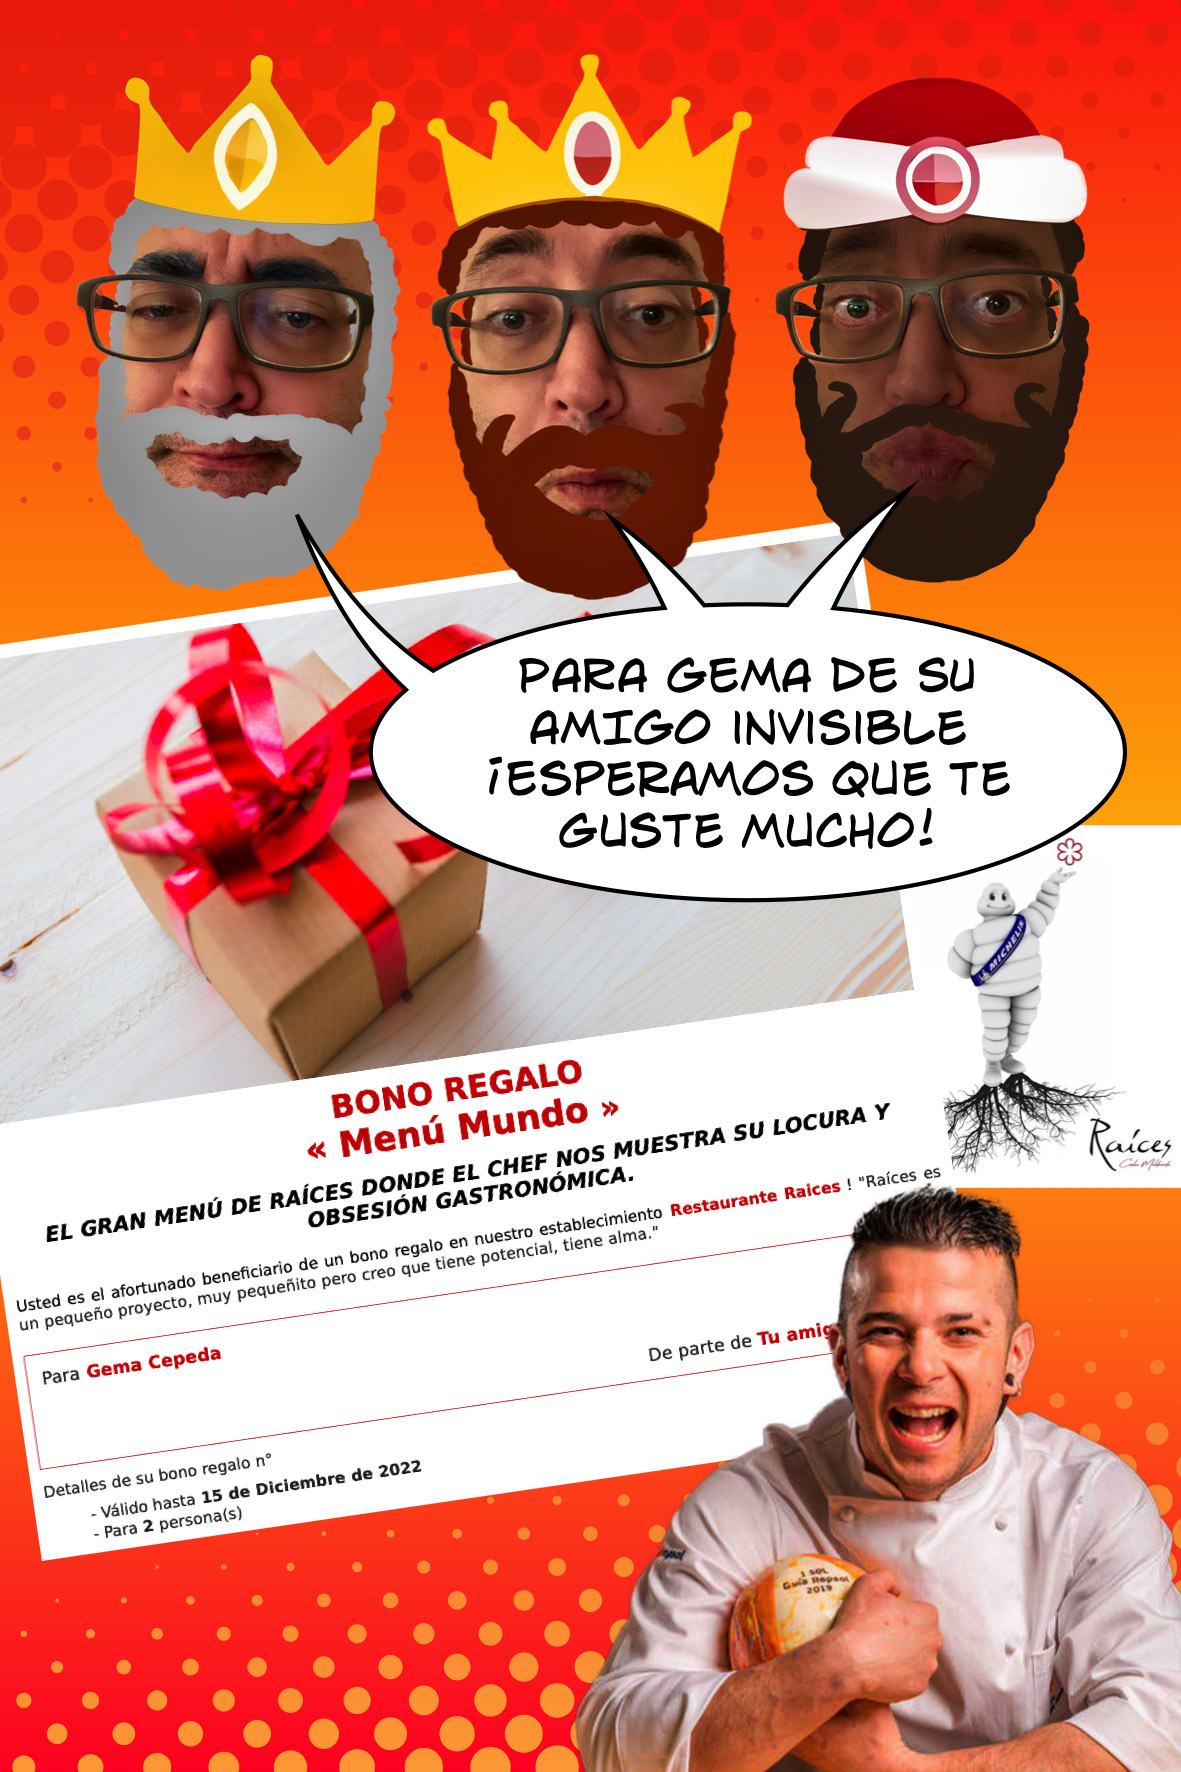 PARA GEMA DE SU
AMIGO INVISIBLE
¡ESPERAMOS QUE TE
GUSTE MUCHO!
LE MICHELIN
Raíces
BONO REGALO
« Menú Mundo »
EL GRAN MENÚ DE RAÍCES DONDE EL CHEF NOS MUESTRA SU LOCURA Y
OBSESIÓN GASTRONÓMICA.
Usted es el afortunado beneficiario de un bono regalo en nuestro establecimiento Restaurante Raices ! "Raíces es
un pequeño proyecto, muy pequeñito pero creo que tiene potencial, tiene alma."
Para Gema Cepeda
De parte de Tu amig
Detalles de su bono regalo n°
- Válido hasta 15 de Diciembre de 2022
- Para 2 persona(s)
1 SOL
Guía Repsol
2019